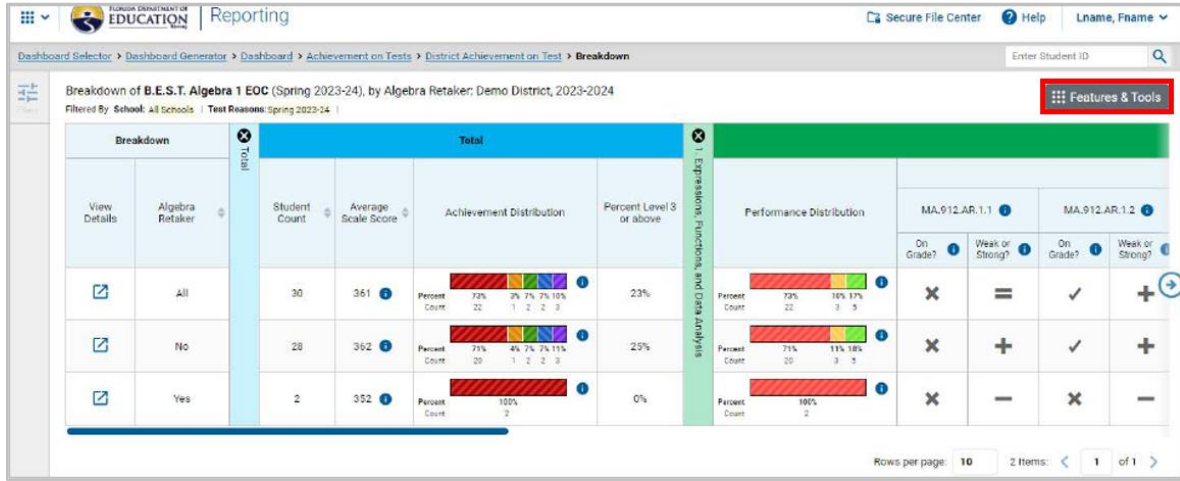 FLORIDA DEPARTMENT OF
EDUCATION
Reporting
Secure File Center
Help
Lname, Fname
Dashboard Selector > Dashboard Generator > Dashboard > Achievement on Tests > District Achievement on Test > Breakdown
Enter Student ID
Breakdown of B.E.S.T. Algebra 1 EOC (Spring 2023-24), by Algebra Retaker: Demo District, 2023-2024
Filtered By School: All Schools | Test Reasons: Spring 2023-24 |
Features & Tools
Breakdown
Total
Total
1. Expressions, Functions, and Data Analysis
View Details
Algebra Retaker
Student Count
Average Scale Score
Achievement Distribution
Percent Level 3 or above
Performance Distribution
MA.912.AR.1.1
MA.912.AR.1.2
On Grade?
Weak or Strong?
On Grade?
Weak or Strong?
All 30 361 Percent 73% 3% 7% 7% 10% 23% Percent 73% 10% 17%
Count 22 1 2 2 3 Count 22 3 5
No 28 362 Percent 71% 4% 7% 7% 11% 25% Percent 71% 11% 18%
Count 20 1 2 2 3 Count 20 3 5
Yes 2 352 Percent 100% 0% Percent 100%
Count 2 Count 2
Rows per page: 10 2 Items: 1 of 1